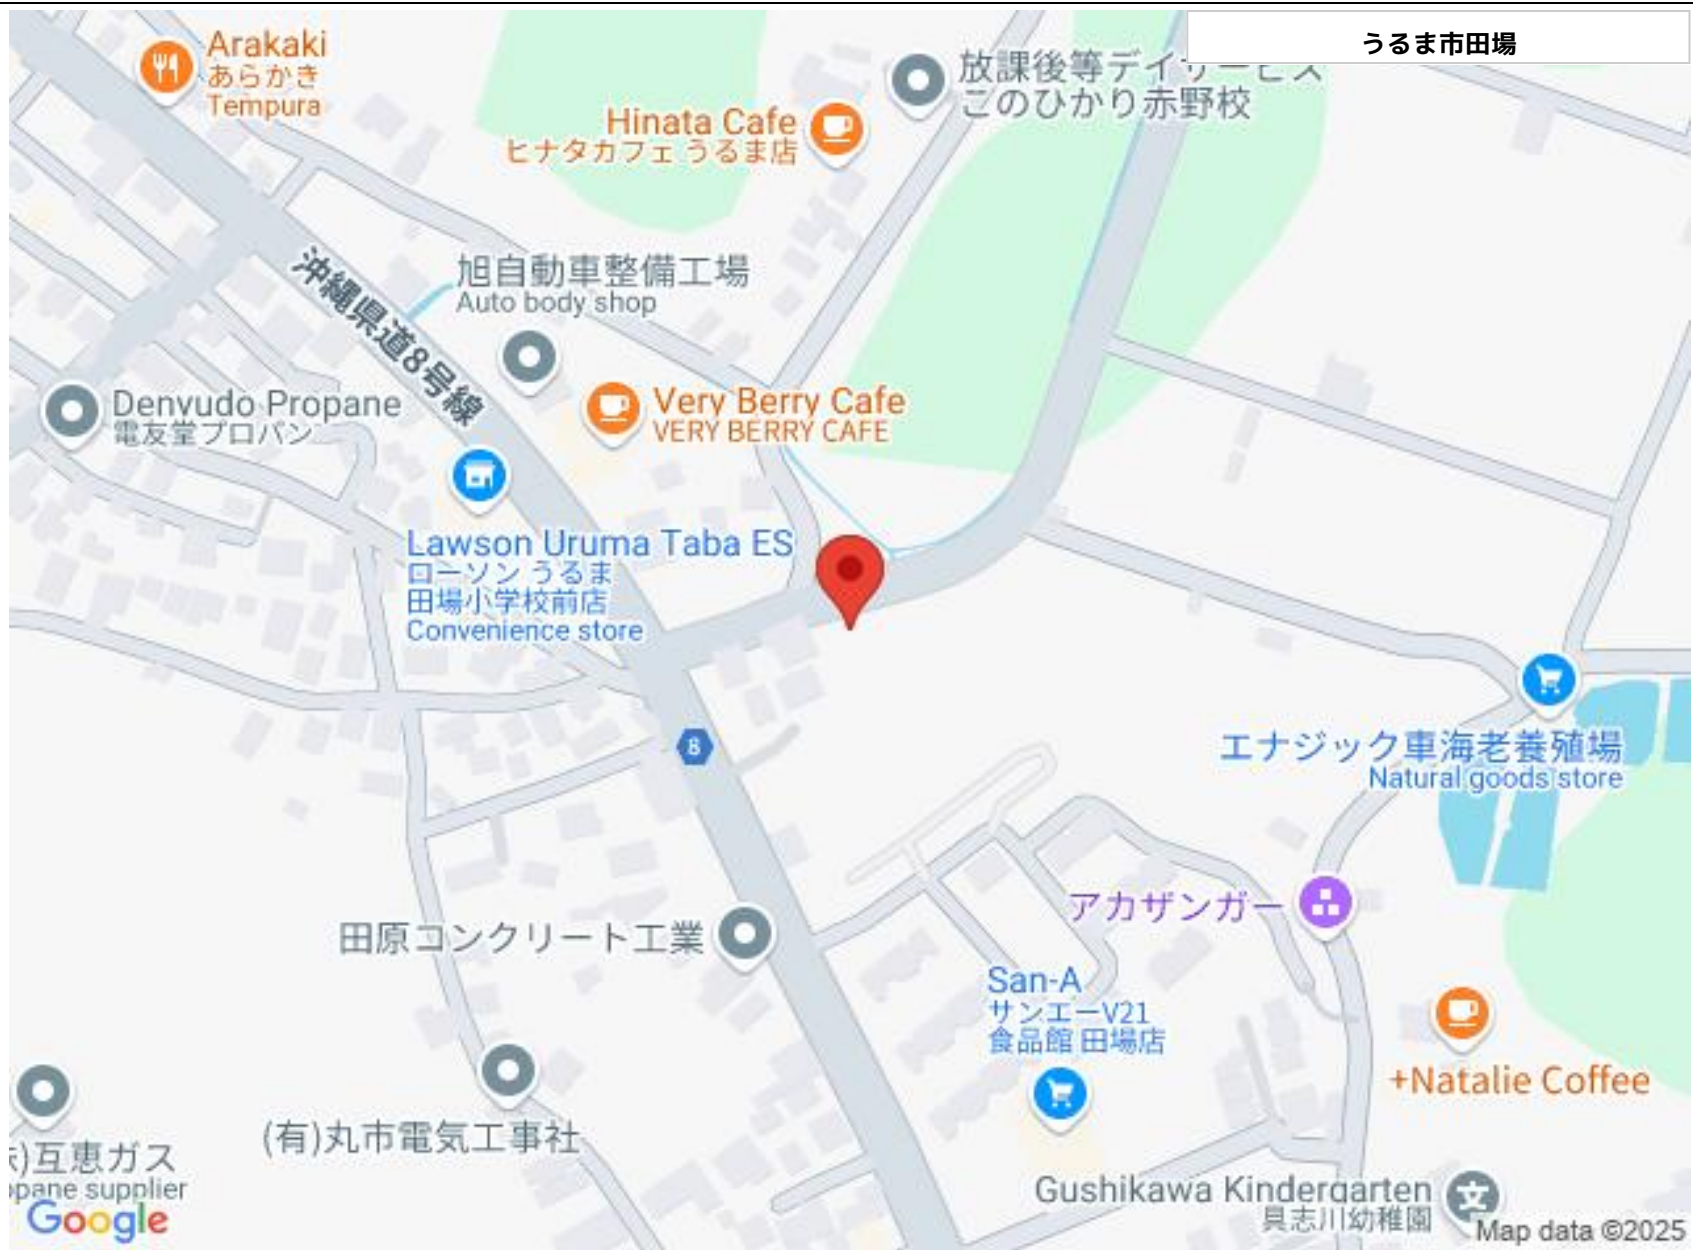 うるま市田場
Arakaki
あらかき
Tempura
放課後等デイサービス
このひかり赤野校
Hinata Cafe
ヒナタカフェ うるま店
旭自動車整備工場
Auto body shop
沖縄県道8号線
Denyudo Propane
電友堂プロパン
Very Berry Cafe
VERY BERRY CAFE
Lawson Uruma Taba ES
ローソン うるま
田場小学校前店
Convenience store
8
エナジック車海老養殖場
Natural goods store
アカザンガー
田原コンクリート工業
San-A
サンエーV21
食品館 田場店
+Natalie Coffee
(有)丸市電気工事社
)互恵ガス
pane supplier
Gushikawa Kindergarten
具志川幼稚園
Google
Map data ©2025